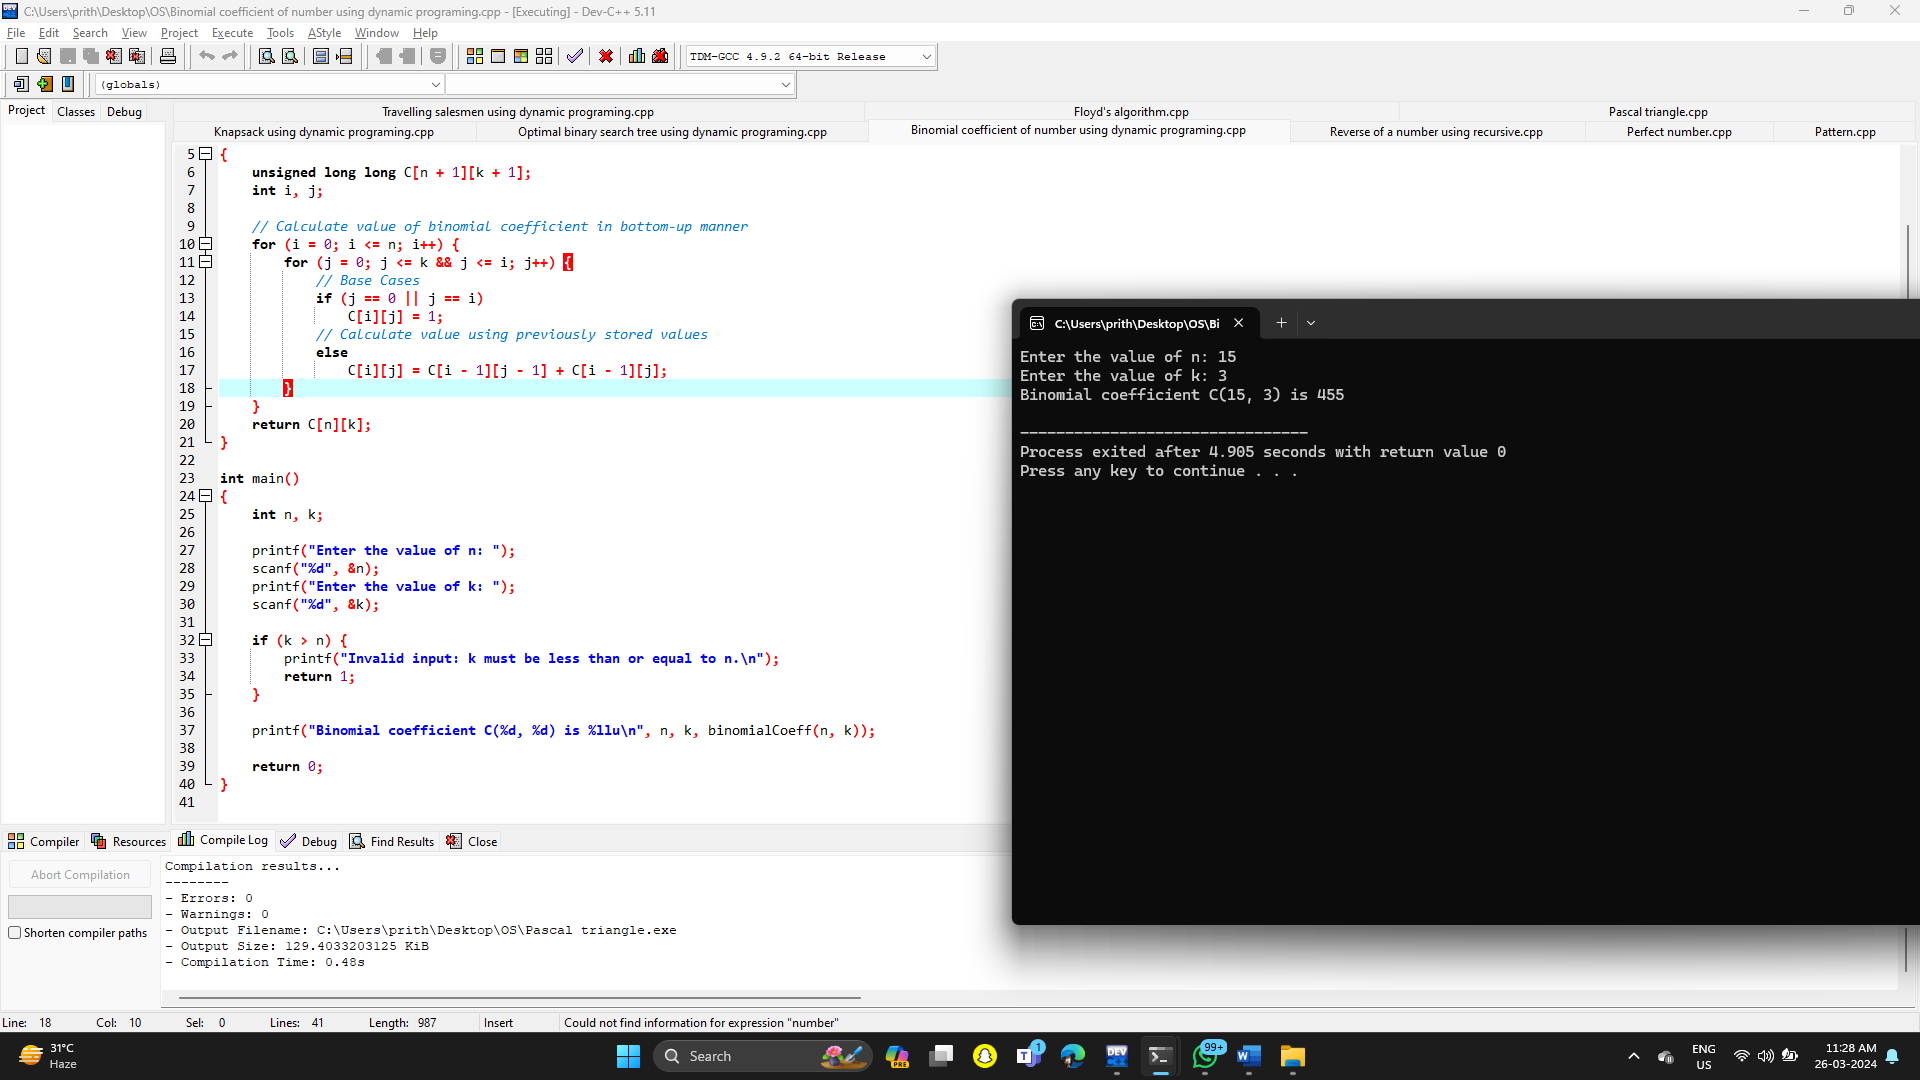 C:\Users\prith\Desktop\OS\Binomial coefficient of number using dynamic programing.cpp - [Executing] - Dev-C++ 5.11
File Edit Search View Project Execute Tools AStyle Window Help
TDM-GCC 4.9.2 64-bit Release
(globals)
Project Classes Debug
Travelling salesmen using dynamic programing.cpp Floyd's algorithm.cpp Pascal triangle.cpp
Knapsack using dynamic programing.cpp Optimal binary search tree using dynamic programing.cpp Binomial coefficient of number using dynamic programing.cpp Reverse of a number using recursive.cpp Perfect number.cpp Pattern.cpp
5 {
6 unsigned long long C[n + 1][k + 1];
7 int i, j;
8
9 // Calculate value of binomial coefficient in bottom-up manner
10 for (i = 0; i <= n; i++) {
11 for (j = 0; j <= k && j <= i; j++) {
12 // Base Cases
13 if (j == 0 || j == i)
14 C[i][j] = 1;
15 // Calculate value using previously stored values
16 else
17 C[i][j] = C[i - 1][j - 1] + C[i - 1][j];
18 }
19 }
20 return C[n][k];
21 }
22
23 int main()
24 {
25 int n, k;
26
27 printf("Enter the value of n: ");
28 scanf("%d", &n);
29 printf("Enter the value of k: ");
30 scanf("%d", &k);
31
32 if (k > n) {
33 printf("Invalid input: k must be less than or equal to n.\n");
34 return 1;
35 }
36
37 printf("Binomial coefficient C(%d, %d) is %llu\n", n, k, binomialCoeff(n, k));
38
39 return 0;
40 }
41
C:\Users\prith\Desktop\OS\Bi
Enter the value of n: 15
Enter the value of k: 3
Binomial coefficient C(15, 3) is 455
--------------------------------
Process exited after 4.905 seconds with return value 0
Press any key to continue . . .
Compiler Resources Compile Log Debug Find Results Close
Abort Compilation
Shorten compiler paths
Compilation results...
--------
- Errors: 0
- Warnings: 0
- Output Filename: C:\Users\prith\Desktop\OS\Pascal triangle.exe
- Output Size: 129.4033203125 KiB
- Compilation Time: 0.48s
Line: 18 Col: 10 Sel: 0 Lines: 41 Length: 987 Insert Could not find information for expression "number"
31°C
Haze
Search
PRE
T 1
DEV
99+
W
ENG
US
11:28 AM
26-03-2024